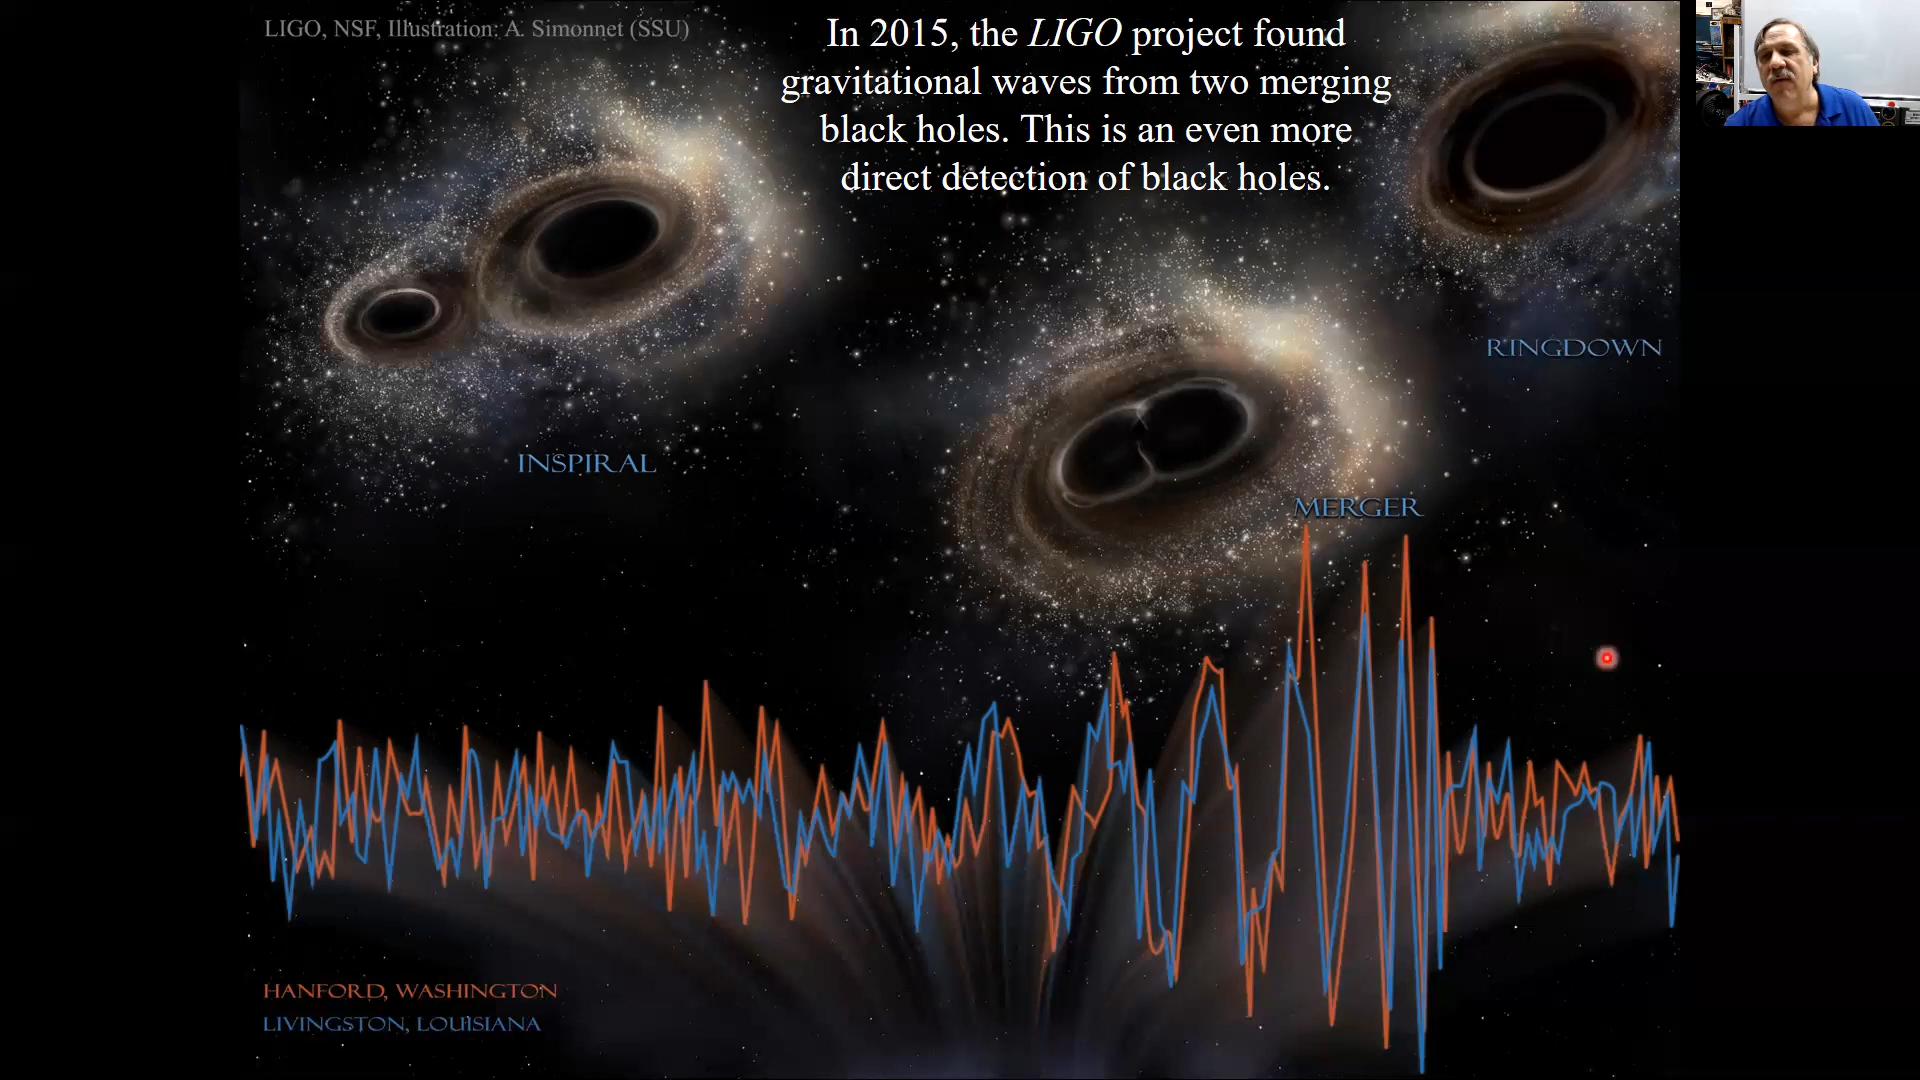 LIGO, NSF, Illustration: A. Simonnet (SSU)
In 2015, the LIGO project found
gravitational waves from two merging
black holes. This is an even more
direct detection of black holes.
RINGDOWN
INSPIRAL
MERGER
HANFORD, WASHINGTON
LIVINGSTON, LOUISIANA